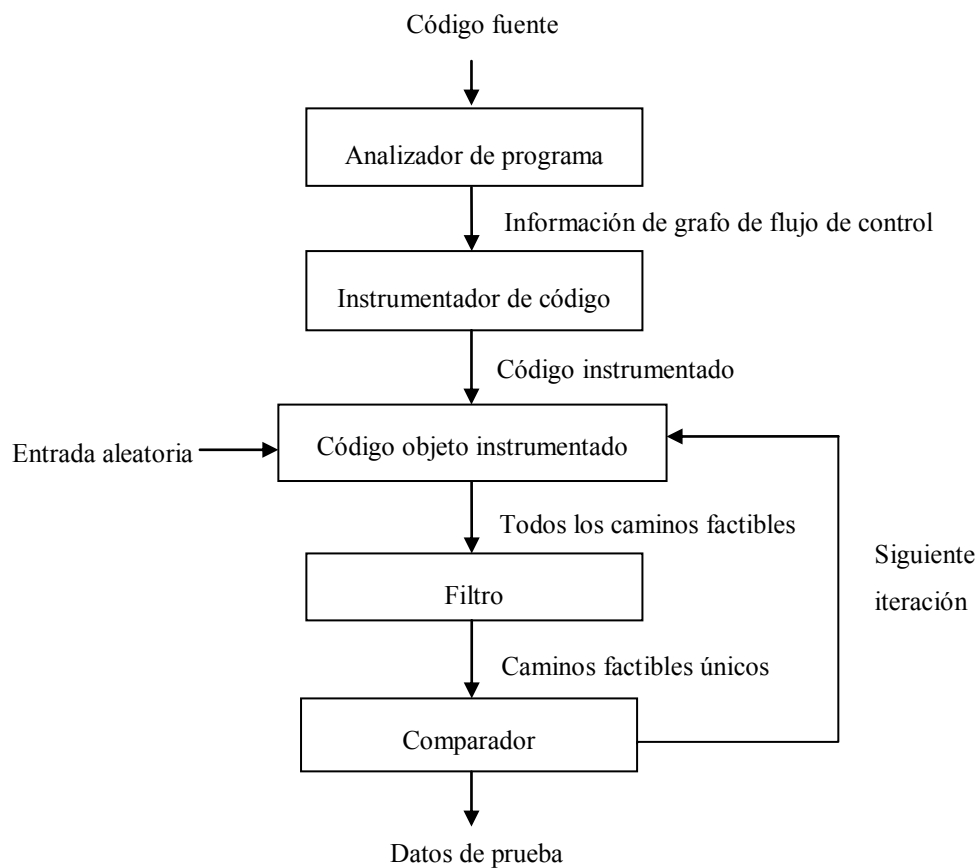 Código fuente
Analizador de programa
Información de grafo de flujo de control
Instrumentador de código
Código instrumentado
Entrada aleatoria
Código objeto instrumentado
Todos los caminos factibles
Siguiente
iteración
Filtro
Caminos factibles únicos
Comparador
Datos de prueba